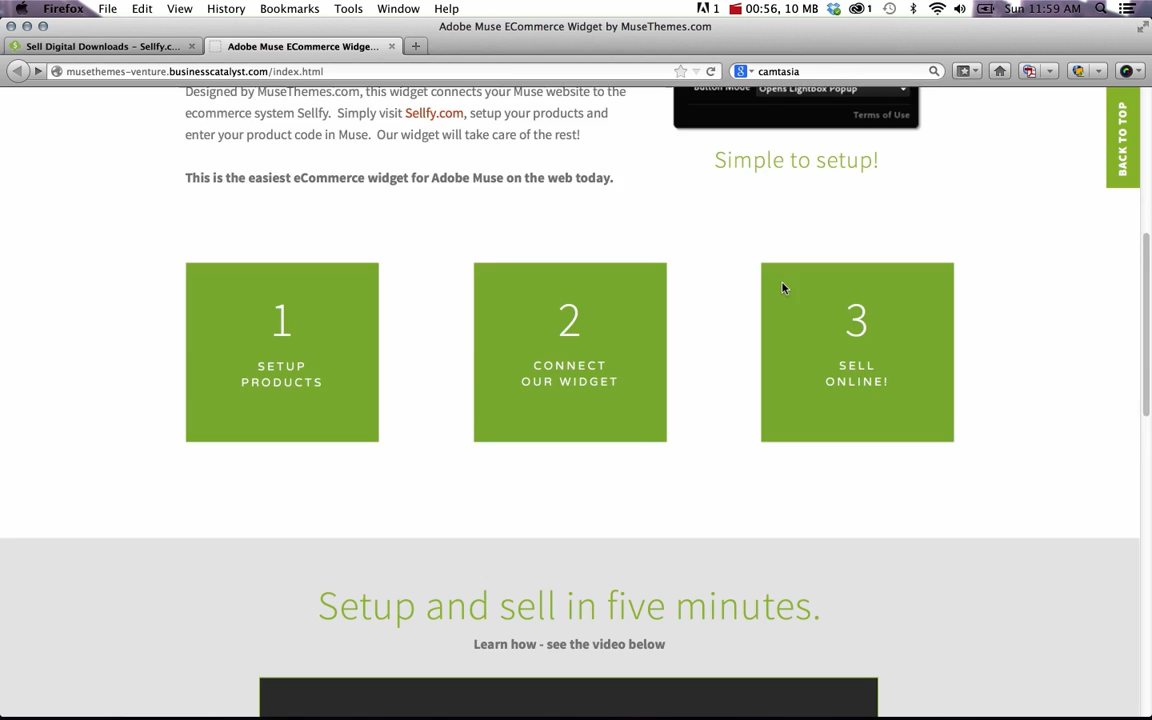 Firefox File Edit View History Bookmarks Tools Window Help 1 00:56, 10 MB 1 Sun 11:59 AM
Adobe Muse ECommerce Widget by MuseThemes.com
Sell Digital Downloads – Sellfy.c... Adobe Muse ECommerce Widge...
musethemes-venture.businesscatalyst.com/index.html camtasia
Designed by MuseThemes.com, this widget connects your Muse website to the
ecommerce system Sellfy. Simply visit Sellfy.com, setup your products and
enter your product code in Muse. Our widget will take care of the rest!
This is the easiest eCommerce widget for Adobe Muse on the web today.
Button Mode Opens Lightbox Popup
Terms of Use
Simple to setup!
BACK TO TOP
1
SETUP
PRODUCTS
2
CONNECT
OUR WIDGET
3
SELL
ONLINE!
Setup and sell in five minutes.
Learn how - see the video below